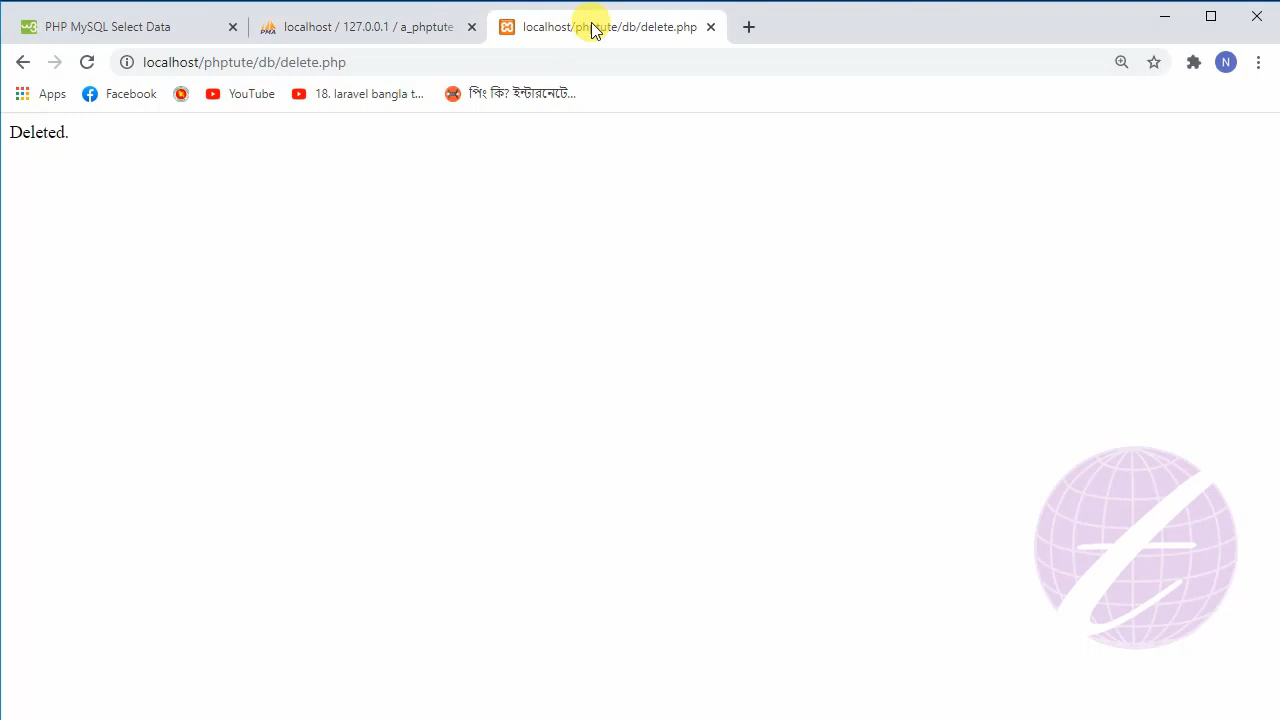 PHP MySQL Select Data
localhost / 127.0.0.1 / a_phptute
localhost/phptute/db/delete.php
localhost/phptute/db/delete.php
N
Apps
Facebook
YouTube
18. laravel bangla t...
পিং কি? ইন্টারনেটে...
Deleted.